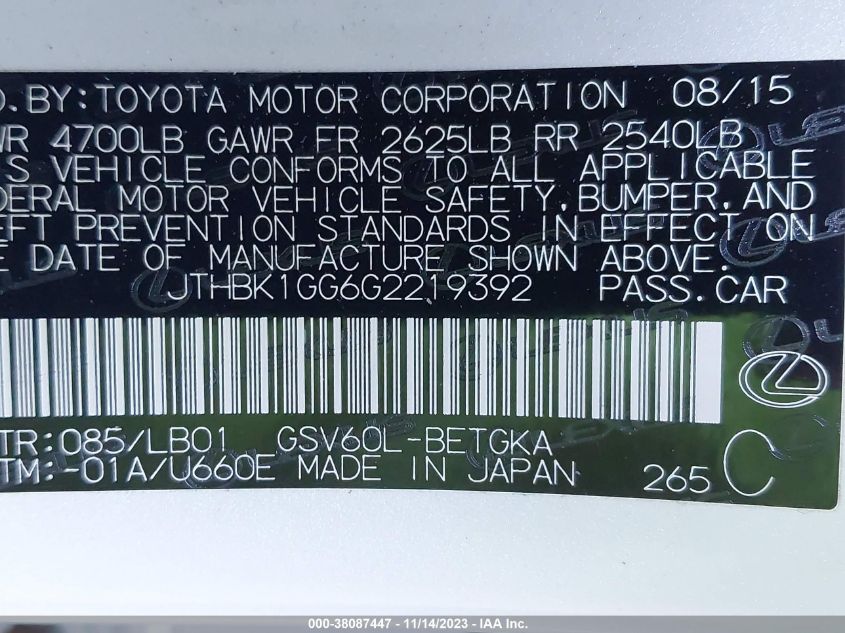 D.BY:TOYOTA MOTOR CORPORATION 08/15
WR 4700LB GAWR FR 2625LB RR 2540LB
S VEHICLE CONFORMS TO ALL APPLICABLE
DERAL MOTOR VEHICLE SAFETY,BUMPER,AND
EFT PREVENTION STANDARDS IN EFFECT ON
E DATE OF MANUFACTURE SHOWN ABOVE.
JTHBK1GG6G2219392 PASS.CAR
TR:085/LB01 GSV60L-BETGKA
TM:-01A/U660E MADE IN JAPAN 265 C
000-38087447 - 11/14/2023 - IAA Inc.